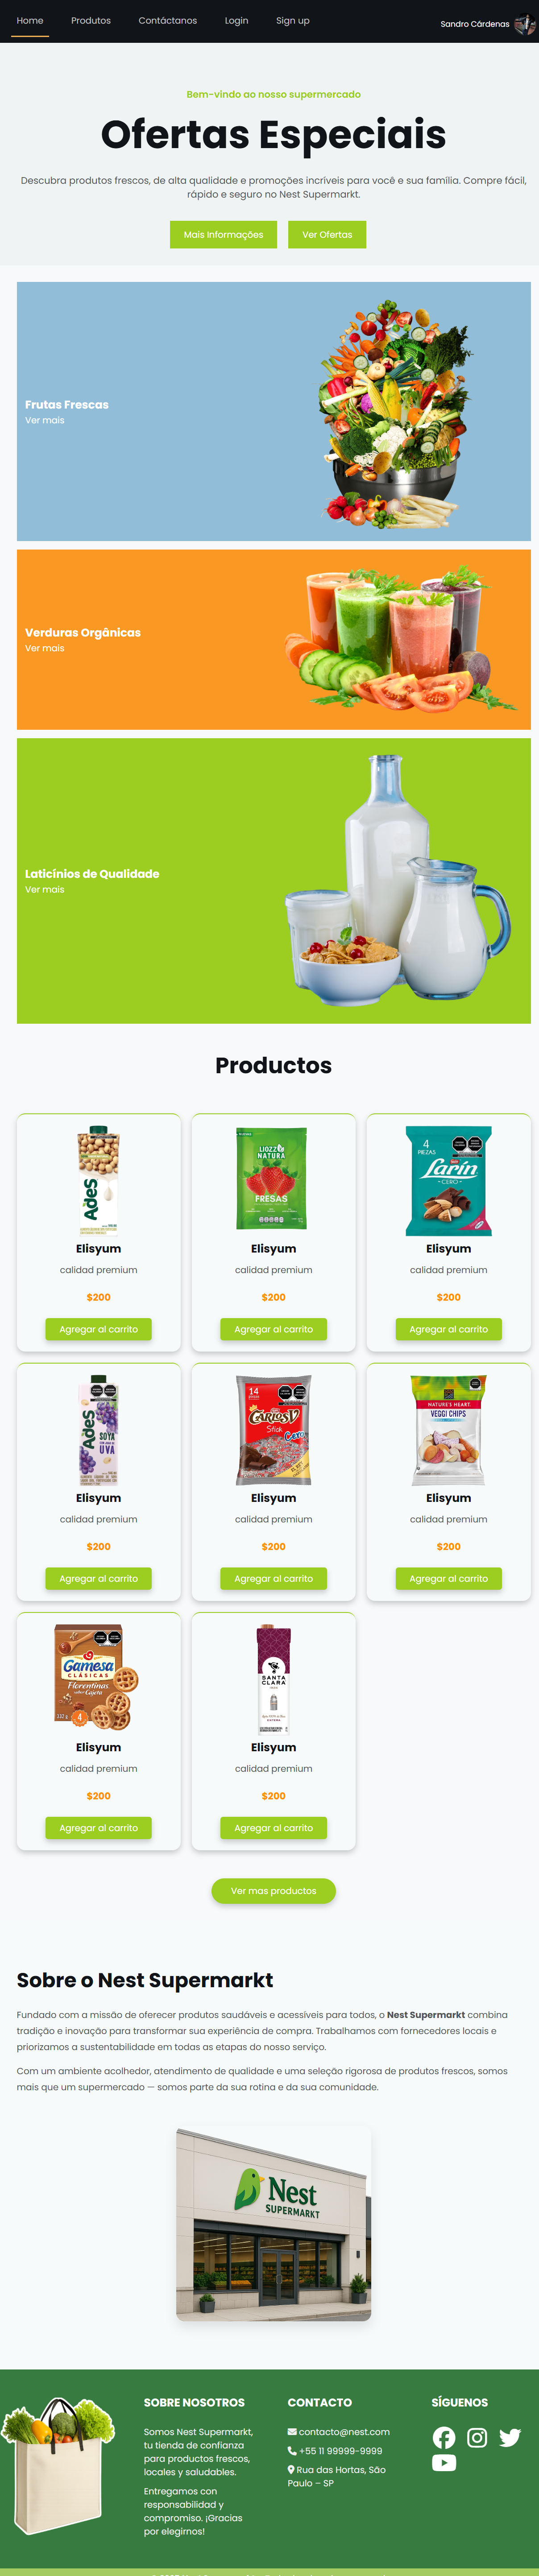 Home Produtos Contáctanos Login Sign up Sandro Cárdenas
Bem-vindo ao nosso supermercado
Ofertas Especiais
Descubra produtos frescos, de alta qualidade e promoções incríveis para você e sua família. Compre fácil,
rápido e seguro no Nest Supermarkt.
Mais Informações Ver Ofertas
Frutas Frescas
Ver mais
Verduras Orgânicas
Ver mais
Laticínios de Qualidade
Ver mais
Productos
AdeS
LIOZZ NATURA
FRESAS
4 PIEZAS
Larín
CERO
Elisyum Elisyum Elisyum
calidad premium calidad premium calidad premium
$200 $200 $200
Agregar al carrito Agregar al carrito Agregar al carrito
AdeS
SOYA
UVA
14
CARLOS V
Stick
Cero
NATURE'S HEART.
VEGGI CHIPS
Elisyum Elisyum Elisyum
calidad premium calidad premium calidad premium
$200 $200 $200
Agregar al carrito Agregar al carrito Agregar al carrito
Gamesa
CLÁSICAS
Florentinas
sabor Cajeta
4
SANTA
CLARA
Elisyum Elisyum
calidad premium calidad premium
$200 $200
Agregar al carrito Agregar al carrito
Ver mas productos
Sobre o Nest Supermarkt
Fundado com a missão de oferecer produtos saudáveis e acessíveis para todos, o Nest Supermarkt combina
tradição e inovação para transformar sua experiência de compra. Trabalhamos com fornecedores locais e
priorizamos a sustentabilidade em todas as etapas do nosso serviço.
Com um ambiente acolhedor, atendimento de qualidade e uma seleção rigorosa de produtos frescos, somos
mais que um supermercado — somos parte da sua rotina e da sua comunidade.
Nest
SUPERMARKT
SOBRE NOSOTROS
Somos Nest Supermarkt,
tu tienda de confianza
para productos frescos,
locales y saludables.
Entregamos con
responsabilidad y
compromiso. ¡Gracias
por elegirnos!
CONTACTO
contacto@nest.com
+55 11 99999-9999
Rua das Hortas, São
Paulo – SP
SÍGUENOS